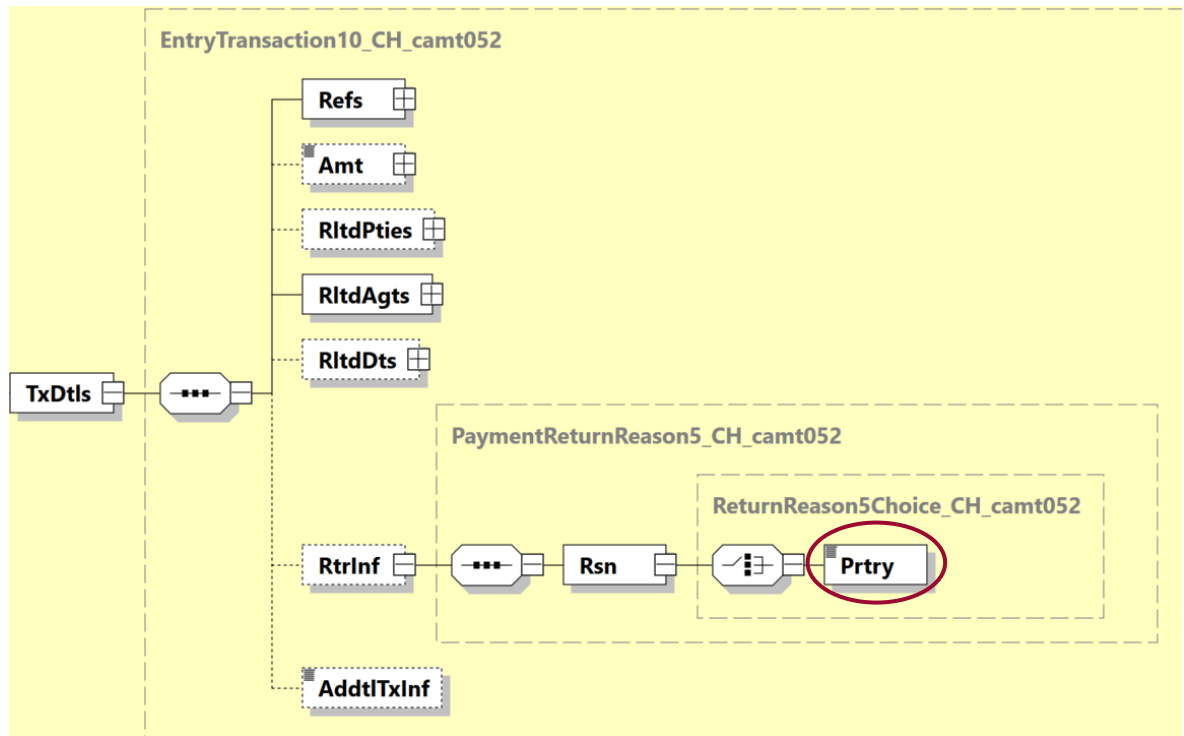 EntryTransaction10_CH_camt052
Refs
Amt
RltdPties
RltdAgts
RltdDts
TxDtls
PaymentReturnReason5_CH_camt052
ReturnReason5Choice_CH_camt052
RtrInf
Rsn
Prtry
AddtlTxInf